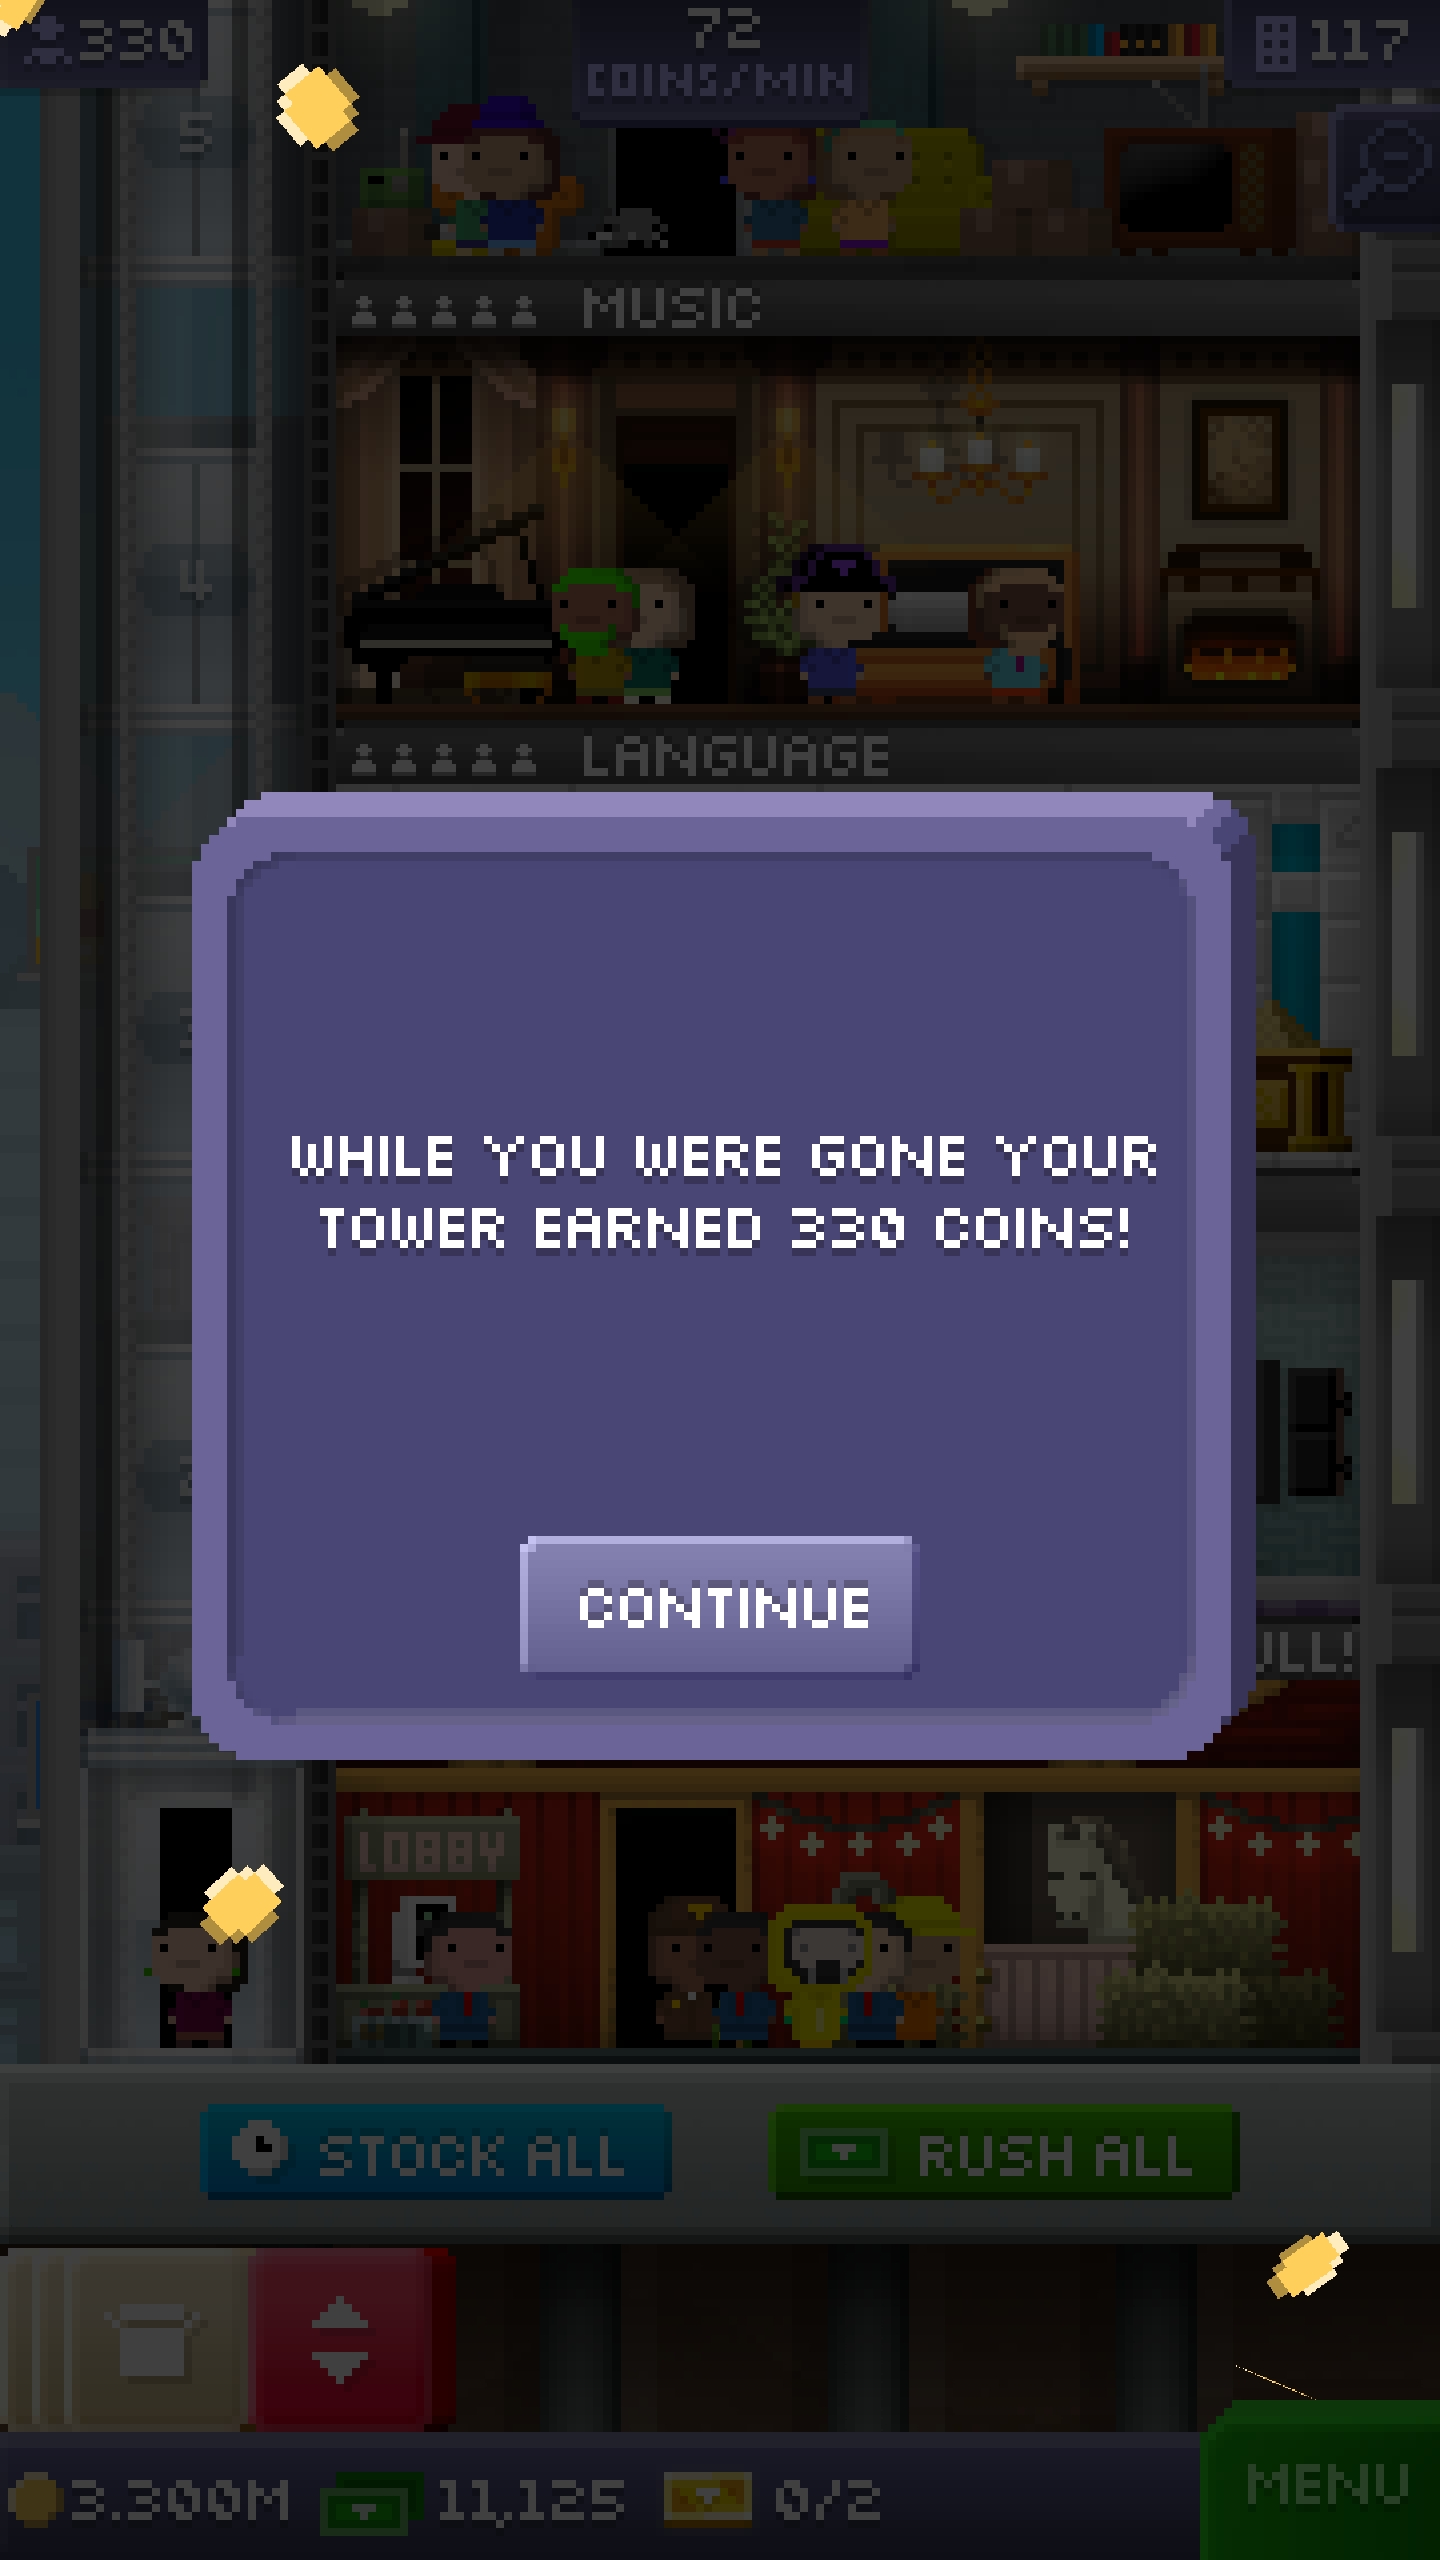 330
72
COINS/MIN
117
5
MUSIC
4
LANGUAGE
WHILE YOU WERE GONE YOUR
TOWER EARNED 330 COINS!
CONTINUE
LOBBY
STOCK ALL
RUSH ALL
3.300M
11,125
0/2
MENU